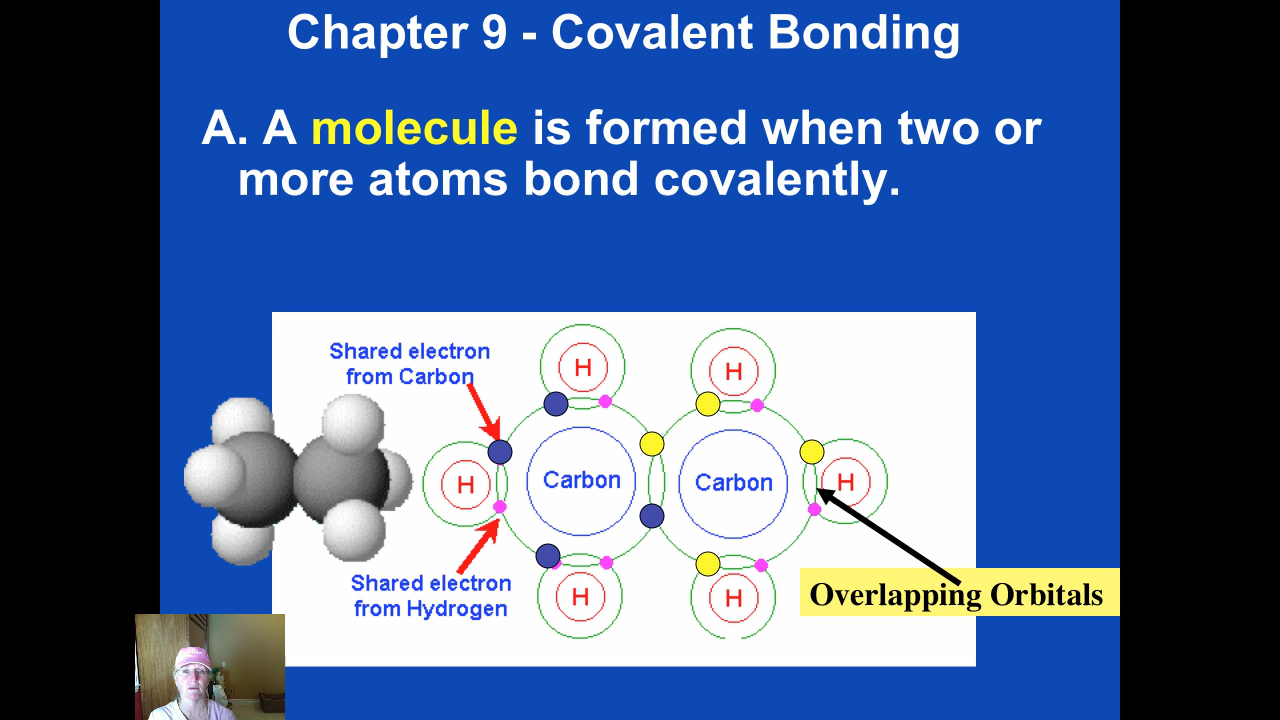 Chapter 9 - Covalent Bonding
A. A molecule is formed when two or
more atoms bond covalently.
Shared electron
from Carbon
H
H
H
Carbon
Carbon
H
H
H
Shared electron
from Hydrogen
Overlapping Orbitals